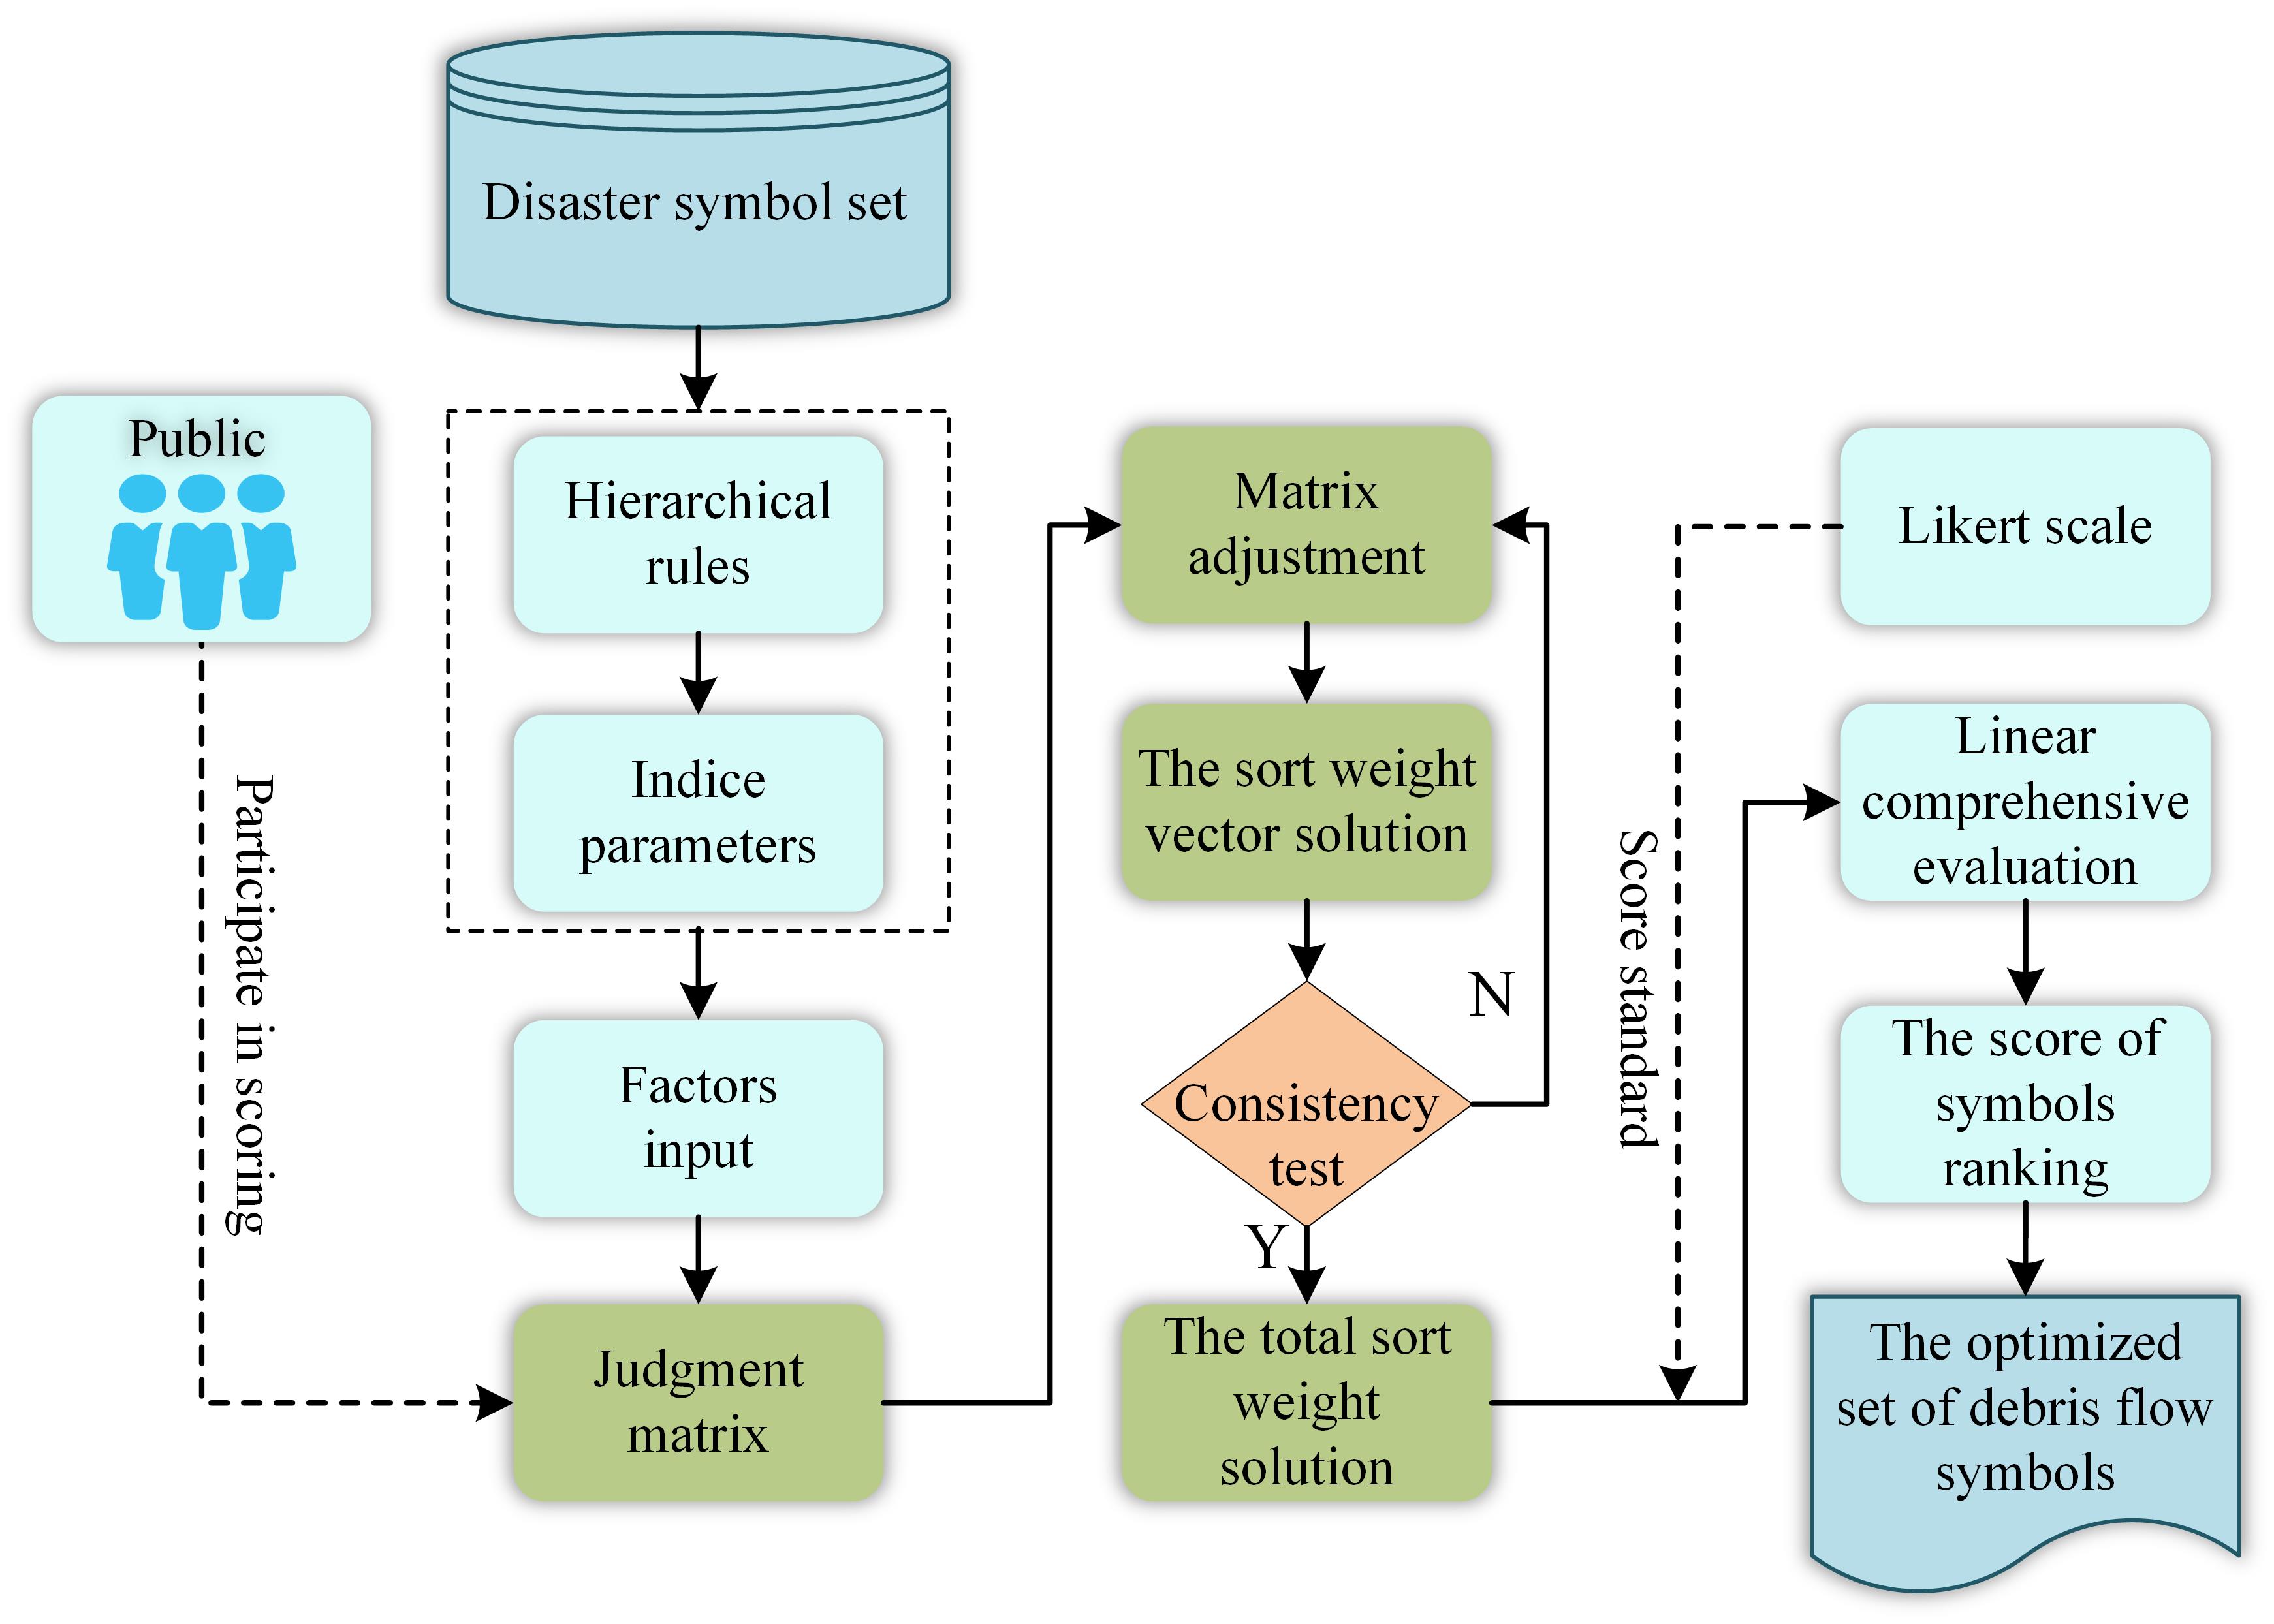 Disaster symbol set
Public
Participate in scoring
Hierarchical
rules
Indice
parameters
Factors
input
Judgment
matrix
Matrix
adjustment
The sort weight
vector solution
Consistency
test
N
Y
The total sort
weight
solution
Score standard
Likert scale
Linear
comprehensive
evaluation
The score of
symbols
ranking
The optimized
set of debris flow
symbols